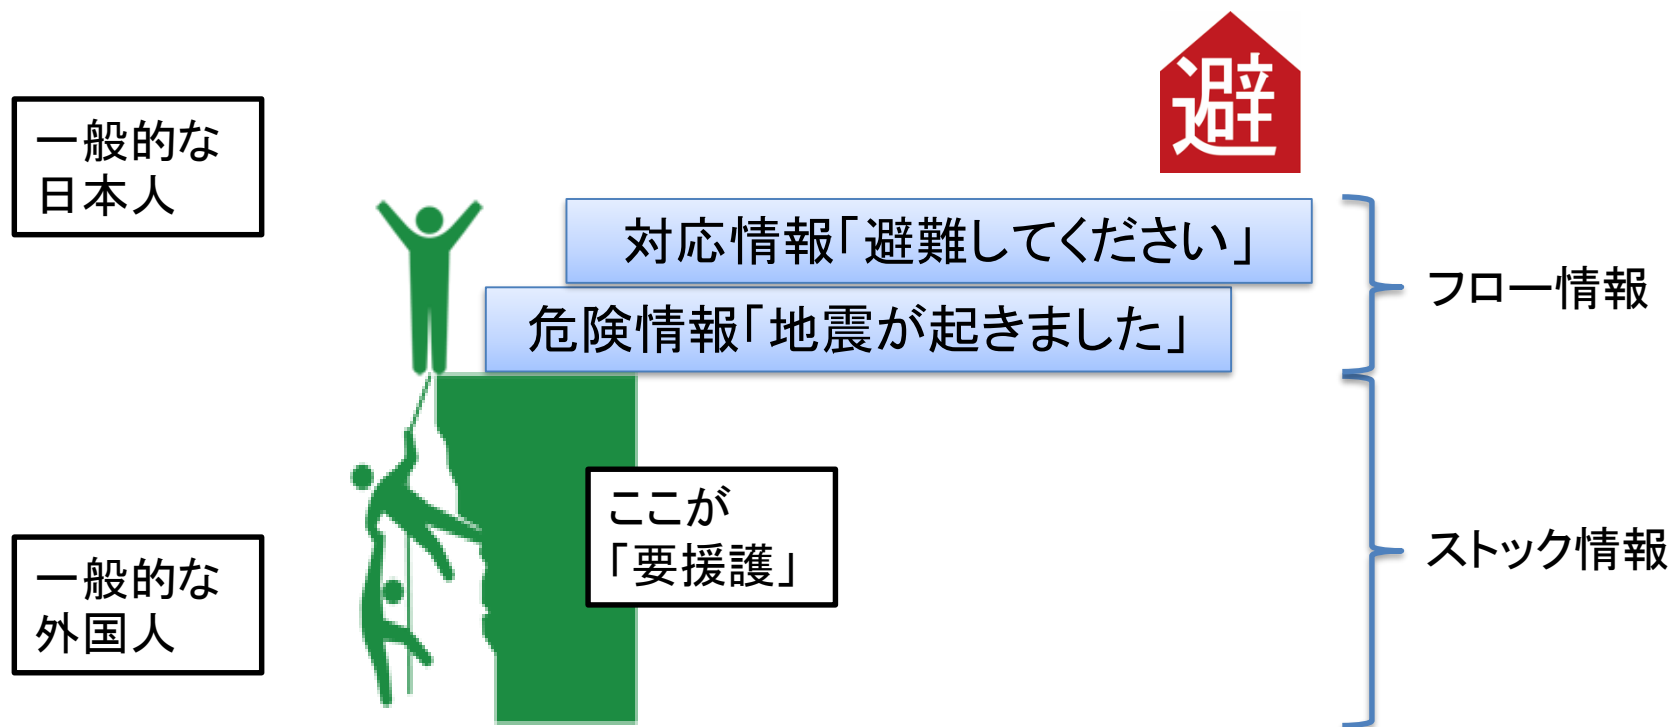 避
一般的な
日本人
対応情報「避難してください」
危険情報「地震が起きました」
フロー情報
ここが
「要援護」
一般的な
外国人
ストック情報